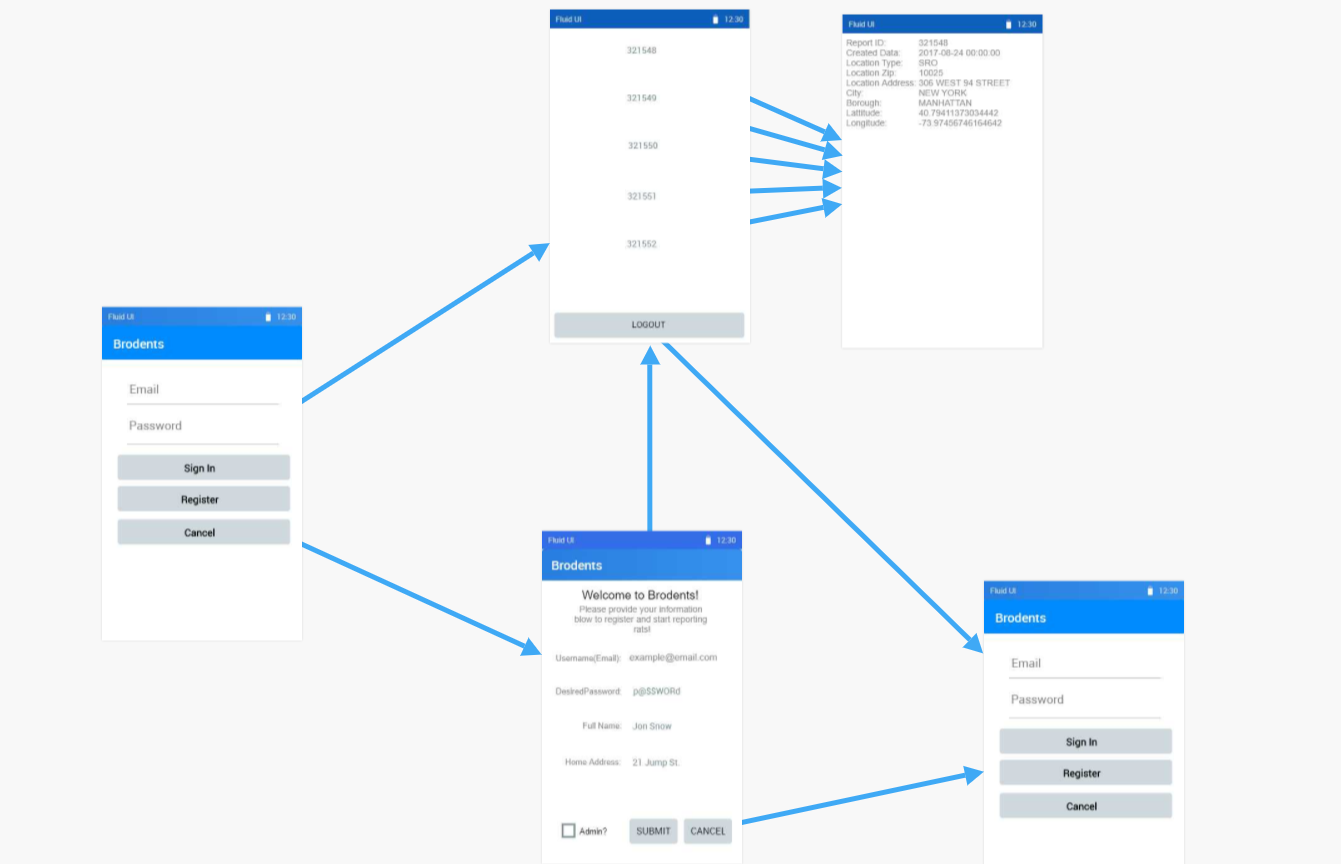 Fluid UI 12:30
321548
321549
321550
321551
321552
LOGOUT
Fluid UI 12:30
Report ID: 321548
Created Data: 2017-08-24 00:00:00
Location Type: SRO
Location Zip: 10025
Location Address: 306 WEST 94 STREET
City: NEW YORK
Borough: MANHATTAN
Lattitude: 40.79411373034442
Longitude: -73.97456746164642
Fluid UI 12:30
Brodents
Email
Password
Sign In
Register
Cancel
Fluid UI 12:30
Brodents
Welcome to Brodents!
Please provide your information
blow to register and start reporting
rats!
Username(Email): example@email.com
DesiredPassword: p@SSWORd
Full Name: Jon Snow
Home Address: 21 Jump St.
Admin? SUBMIT CANCEL
Fluid UI 12:30
Brodents
Email
Password
Sign In
Register
Cancel